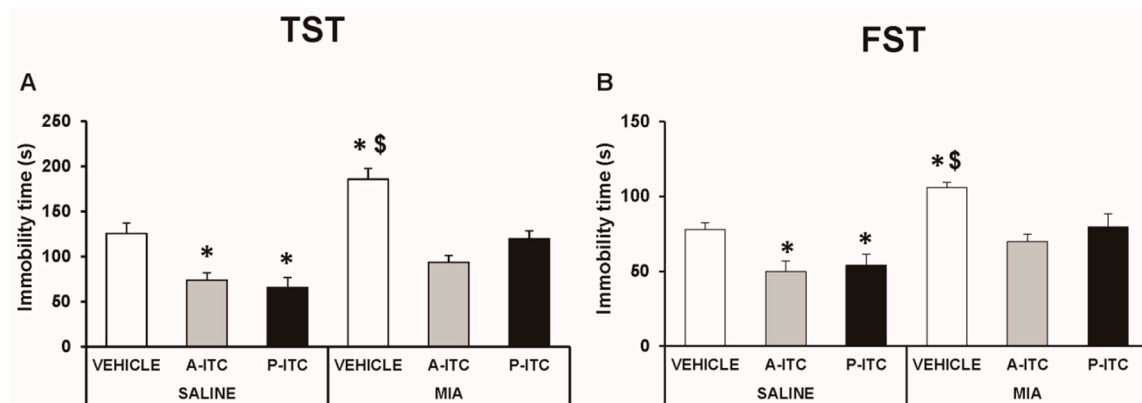 TST
FST
A
B
Immobility time (s)
250
200
150
100
50
0
* $
*
*
VEHICLE A-ITC P-ITC VEHICLE A-ITC P-ITC
SALINE MIA
Immobility time (s)
150
100
50
0
* $
*
*
VEHICLE A-ITC P-ITC VEHICLE A-ITC P-ITC
SALINE MIA